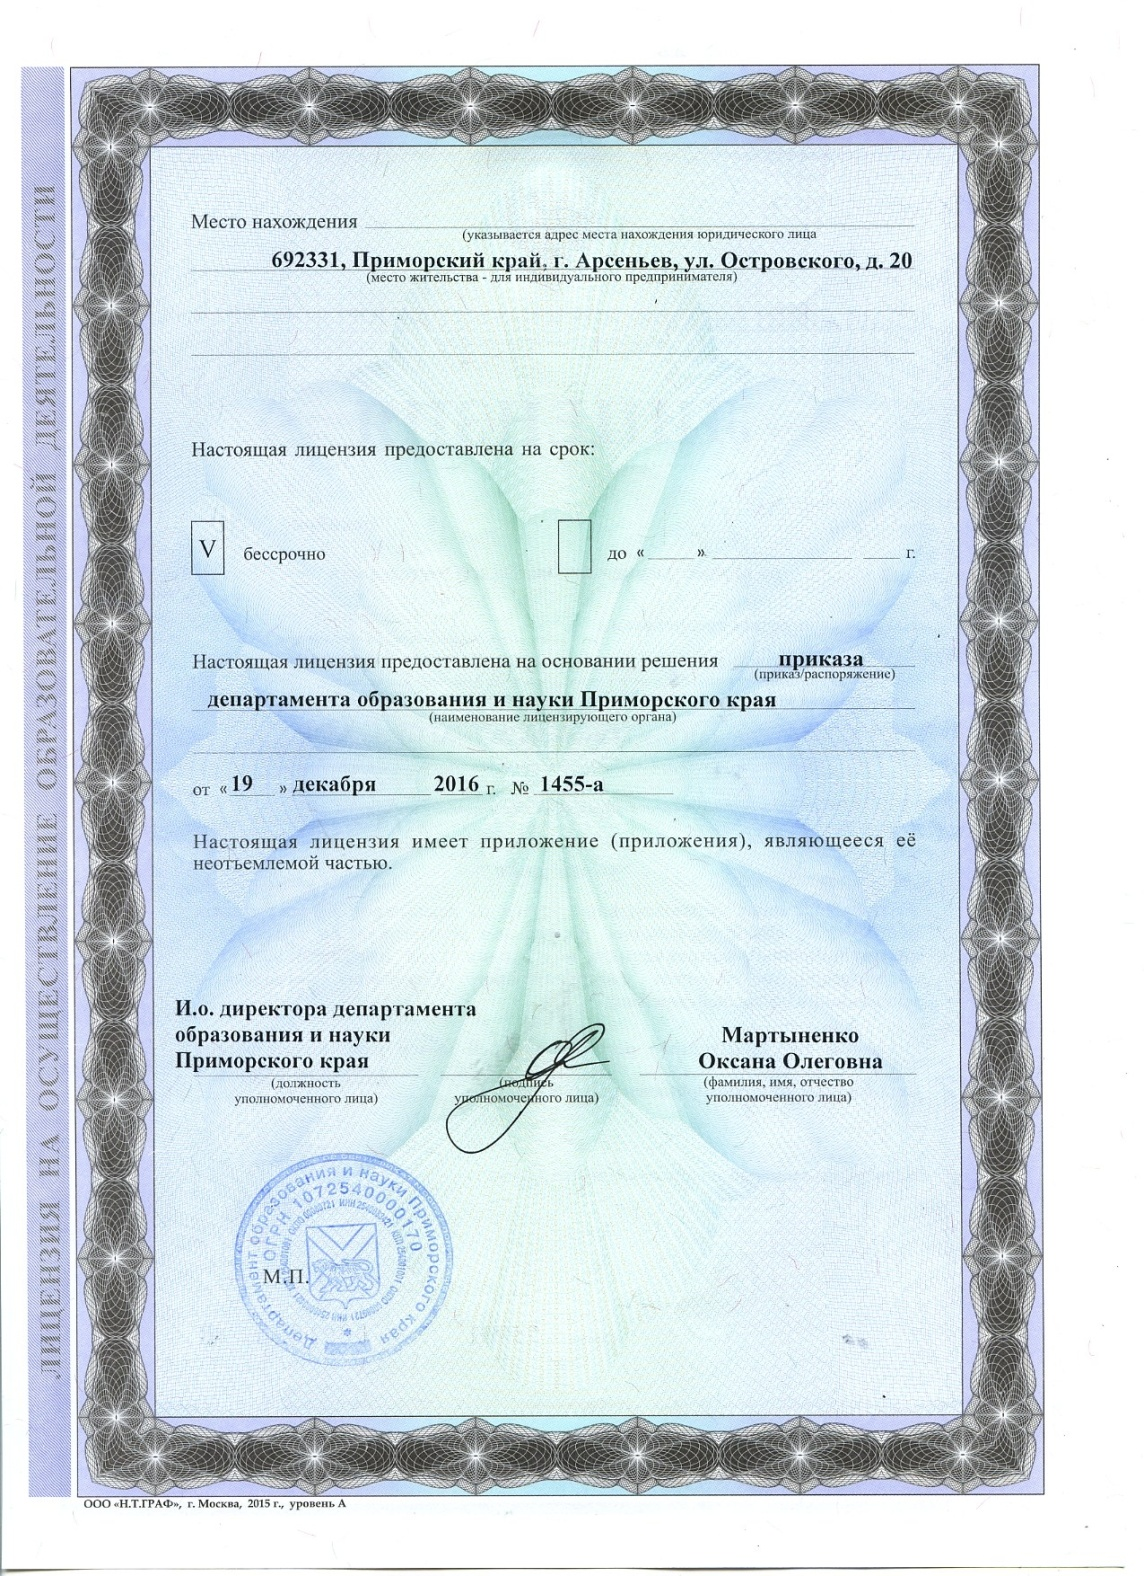 ЛИЦЕНЗИЯ НА ОСУЩЕСТВЛЕНИЕ ОБРАЗОВАТЕЛЬНОЙ ДЕЯТЕЛЬНОСТИ
Место нахождения
(указывается адрес места нахождения юридического лица
692331, Приморский край, г. Арсеньев, ул. Островского, д. 20
(место жительства - для индивидуального предпринимателя)
Настоящая лицензия предоставлена на срок:
V бессрочно до « » г.
Настоящая лицензия предоставлена на основании решения приказа
(приказ/распоряжение)
департамента образования и науки Приморского края
(наименование лицензирующего органа)
от « 19 » декабря 2016 г. № 1455-а
Настоящая лицензия имеет приложение (приложения), являющееся её
неотъемлемой частью.
И.о. директора департамента
образования и науки
Приморского края
(должность
уполномоченного лица)
(подпись
уполномоченного лица)
Мартыненко
Оксана Олеговна
(фамилия, имя, отчество
уполномоченного лица)
Департамент образования и науки Приморского края
ОГРН 1072540000170
М.П.
ООО «Н.Т.ГРАФ», г. Москва, 2015 г., уровень А